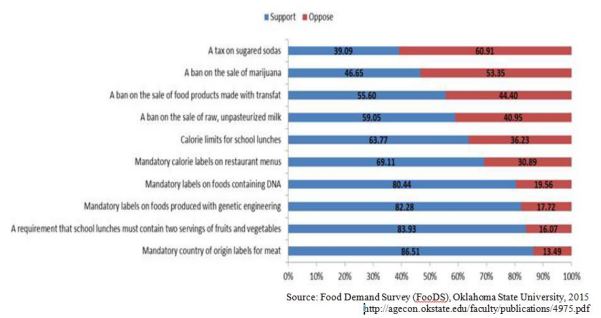 Support Oppose
A tax on sugared sodas 39.09 60.91
A ban on the sale of marijuana 46.65 53.35
A ban on the sale of food products made with transfat 55.60 44.40
A ban on the sale of raw, unpasteurized milk 59.05 40.95
Calorie limits for school lunches 63.77 36.23
Mandatory calorie labels on restaurant menus 69.11 30.89
Mandatory labels on foods containing DNA 80.44 19.56
Mandatory labels on foods produced with genetic engineering 82.28 17.72
A requirement that school lunches must contain two servings of fruits and vegetables 83.93 16.07
Mandatory country of origin labels for meat 86.51 13.49
0% 10% 20% 30% 40% 50% 60% 70% 80% 90% 100%
Source: Food Demand Survey (FooDS), Oklahoma State University, 2015
http://agecon.okstate.edu/faculty/publications/4975.pdf